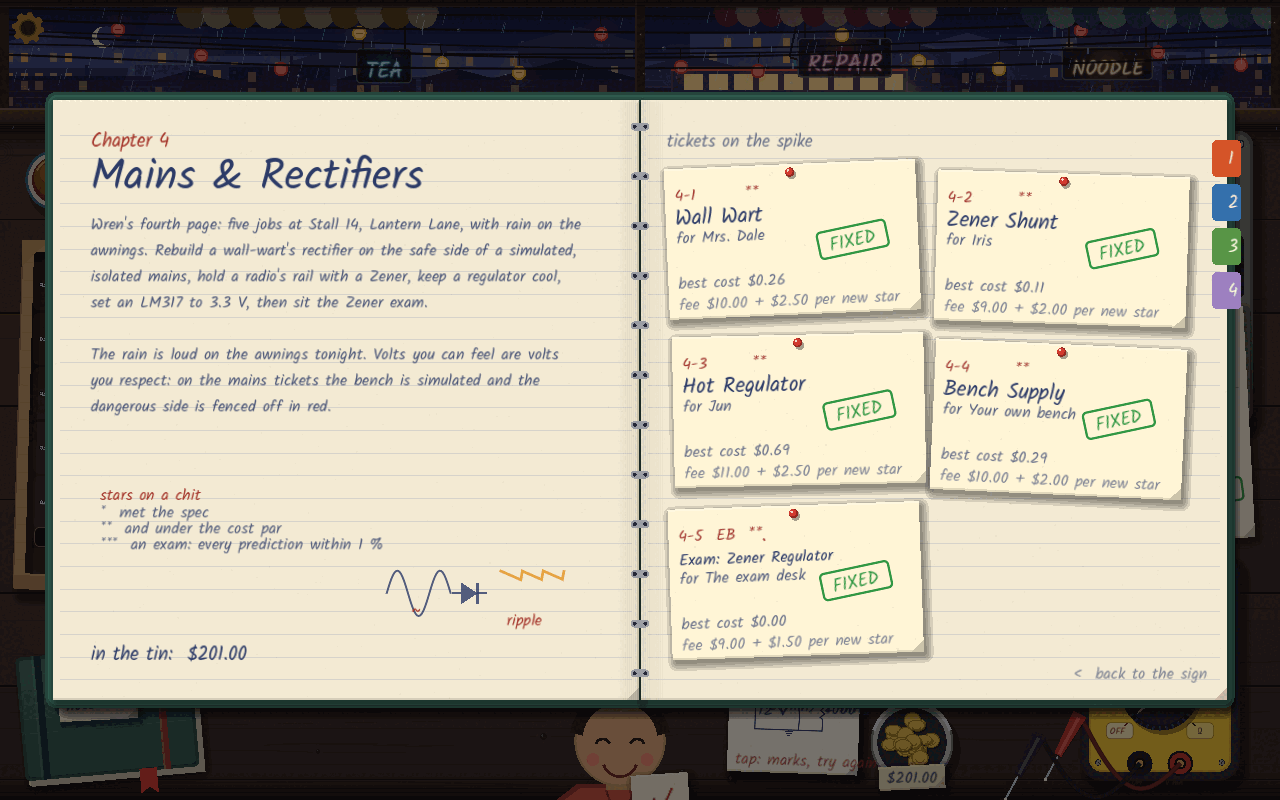 TEA
REPAIR
NOODLE
Chapter 4
Mains & Rectifiers
Wren's fourth page: five jobs at Stall 14, Lantern Lane, with rain on the
awnings. Rebuild a wall-wart's rectifier on the safe side of a simulated,
isolated mains, hold a radio's rail with a Zener, keep a regulator cool,
set an LM317 to 3.3 V, then sit the Zener exam.
The rain is loud on the awnings tonight. Volts you can feel are volts
you respect: on the mains tickets the bench is simulated and the
dangerous side is fenced off in red.
stars on a chit
* met the spec
** and under the cost par
*** an exam: every prediction within 1 %
~
ripple
in the tin: $201.00
tickets on the spike
4-1 **
Wall Wart
for Mrs. Dale
FIXED
best cost $0.26
fee $10.00 + $2.50 per new star
4-2 **
Zener Shunt
for Iris
FIXED
best cost $0.11
fee $9.00 + $2.00 per new star
4-3 **
Hot Regulator
for Jun
FIXED
best cost $0.69
fee $11.00 + $2.50 per new star
4-4 **
Bench Supply
for Your own bench
FIXED
best cost $0.29
fee $10.00 + $2.00 per new star
4-5 EB **.
Exam: Zener Regulator
for The exam desk
FIXED
best cost $0.00
fee $9.00 + $1.50 per new star
< back to the sign
1
2
3
4
tap: marks, try again
$201.00
OFF